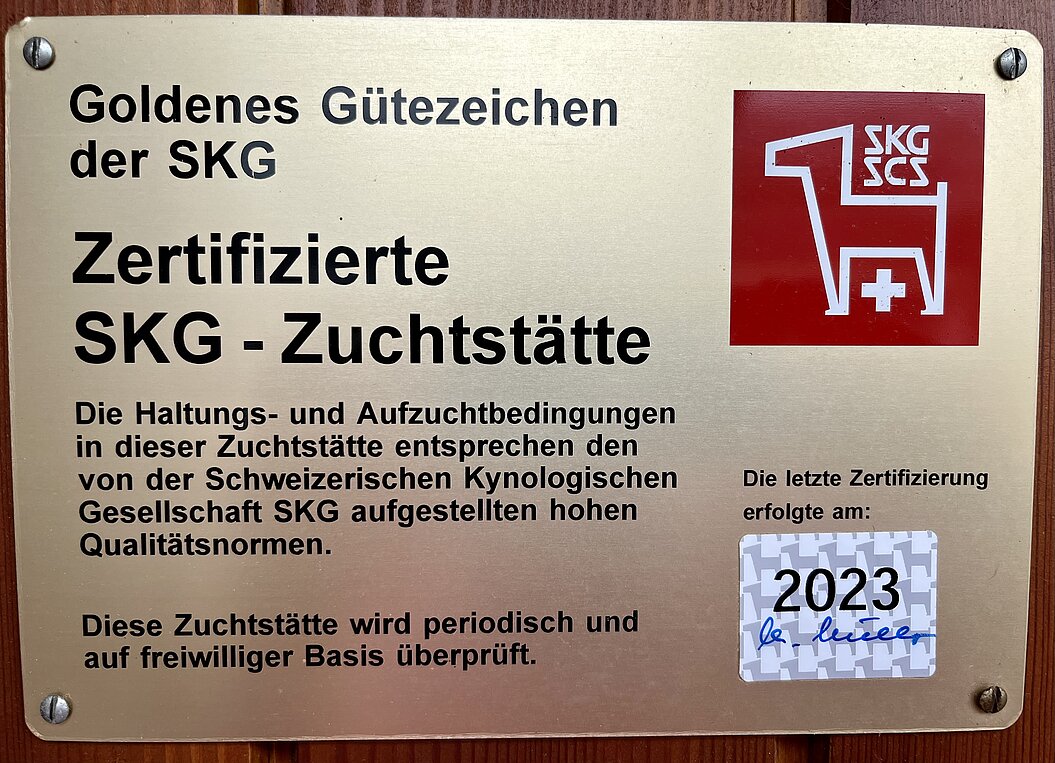 Goldenes Gütezeichen
der SKG
SKG
SCS
Zertifizierte
SKG - Zuchtstätte
Die Haltungs- und Aufzuchtbedingungen
in dieser Zuchtstätte entsprechen den
von der Schweizerischen Kynologischen
Gesellschaft SKG aufgestellten hohen
Qualitätsnormen.
Diese Zuchtstätte wird periodisch und
auf freiwilliger Basis überprüft.
Die letzte Zertifizierung
erfolgte am:
2023